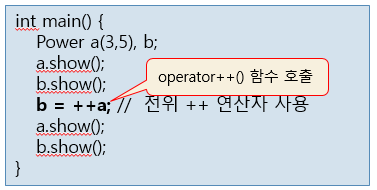 int main() {
Power a(3,5), b;
a.show();
b.show();
operator++() 함수 호출
b = ++a; // 전위 ++ 연산자 사용
a.show();
b.show();
}